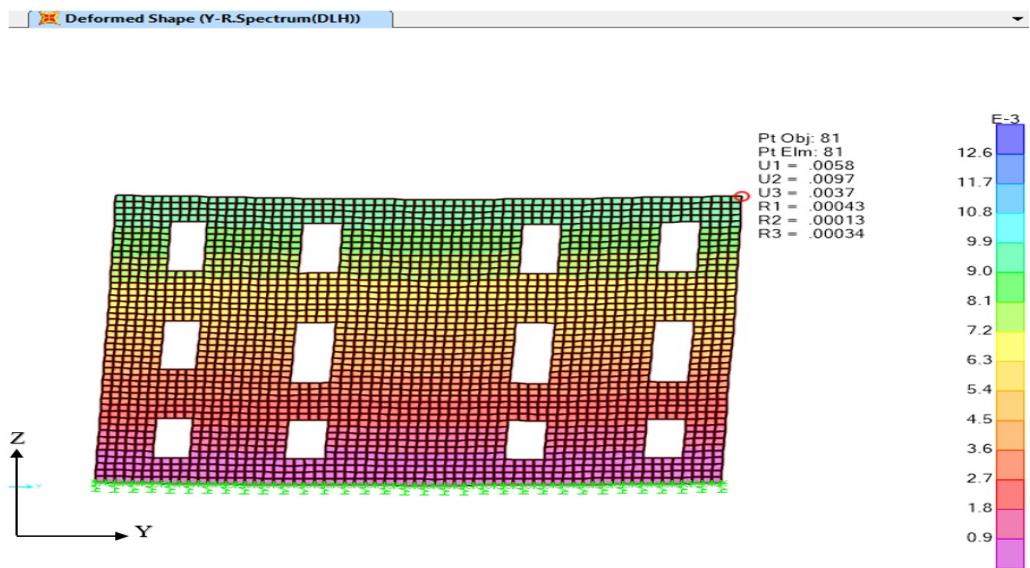 Deformed Shape (Y-R.Spectrum(DLH))
Pt Obj: 81
Pt Elm: 81
U1 = .0058
U2 = .0097
U3 = .0037
R1 = .00043
R2 = .00013
R3 = .00034
E-3
12.6
11.7
10.8
9.9
9.0
8.1
7.2
6.3
5.4
4.5
3.6
2.7
1.8
0.9
Z
Y